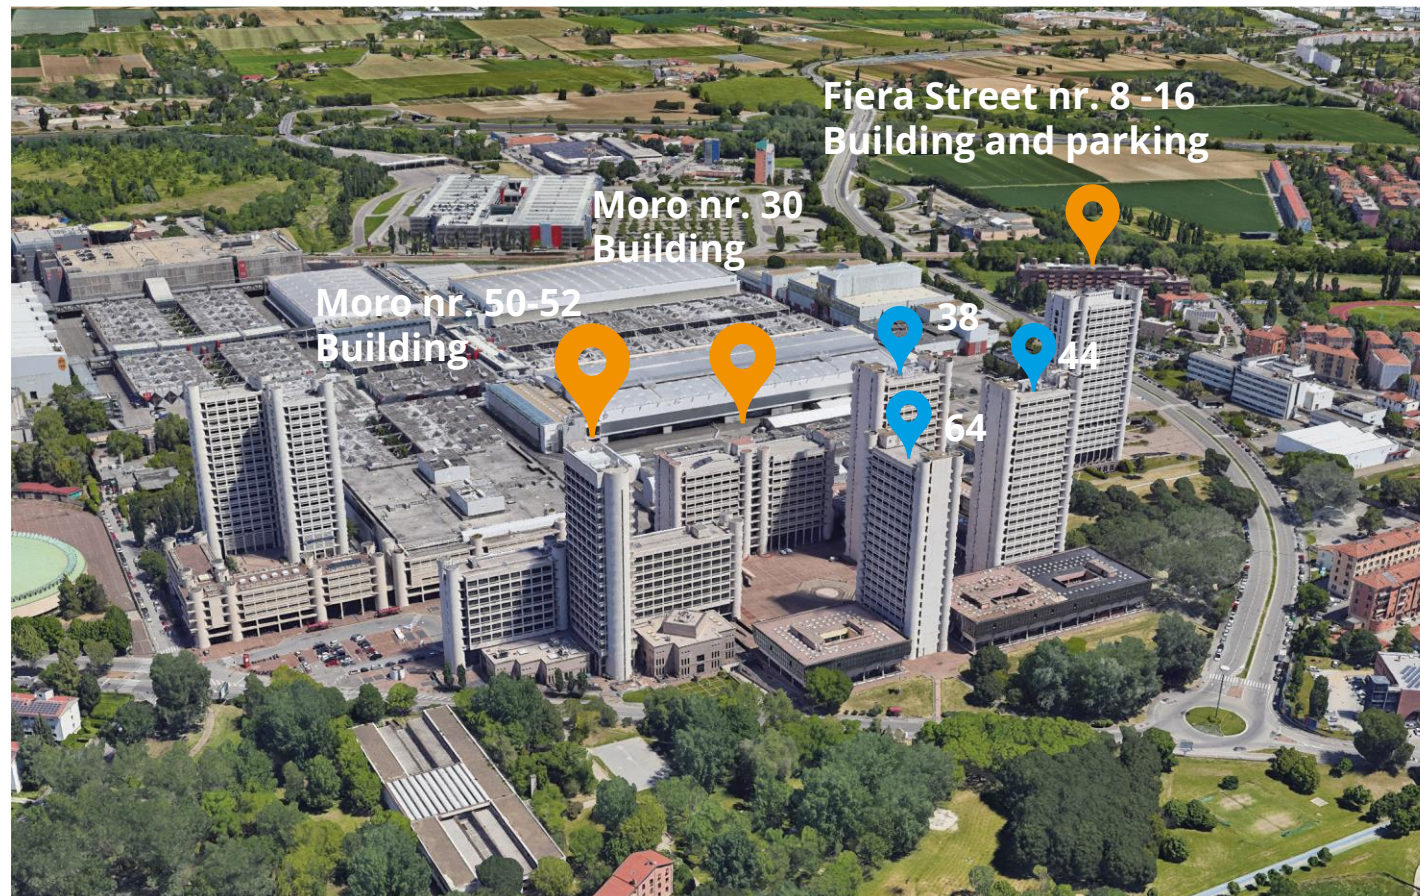 Fiera Street nr. 8 -16
Building and parking
Moro nr. 30
Building
Moro nr. 50-52
Building
38
44
64